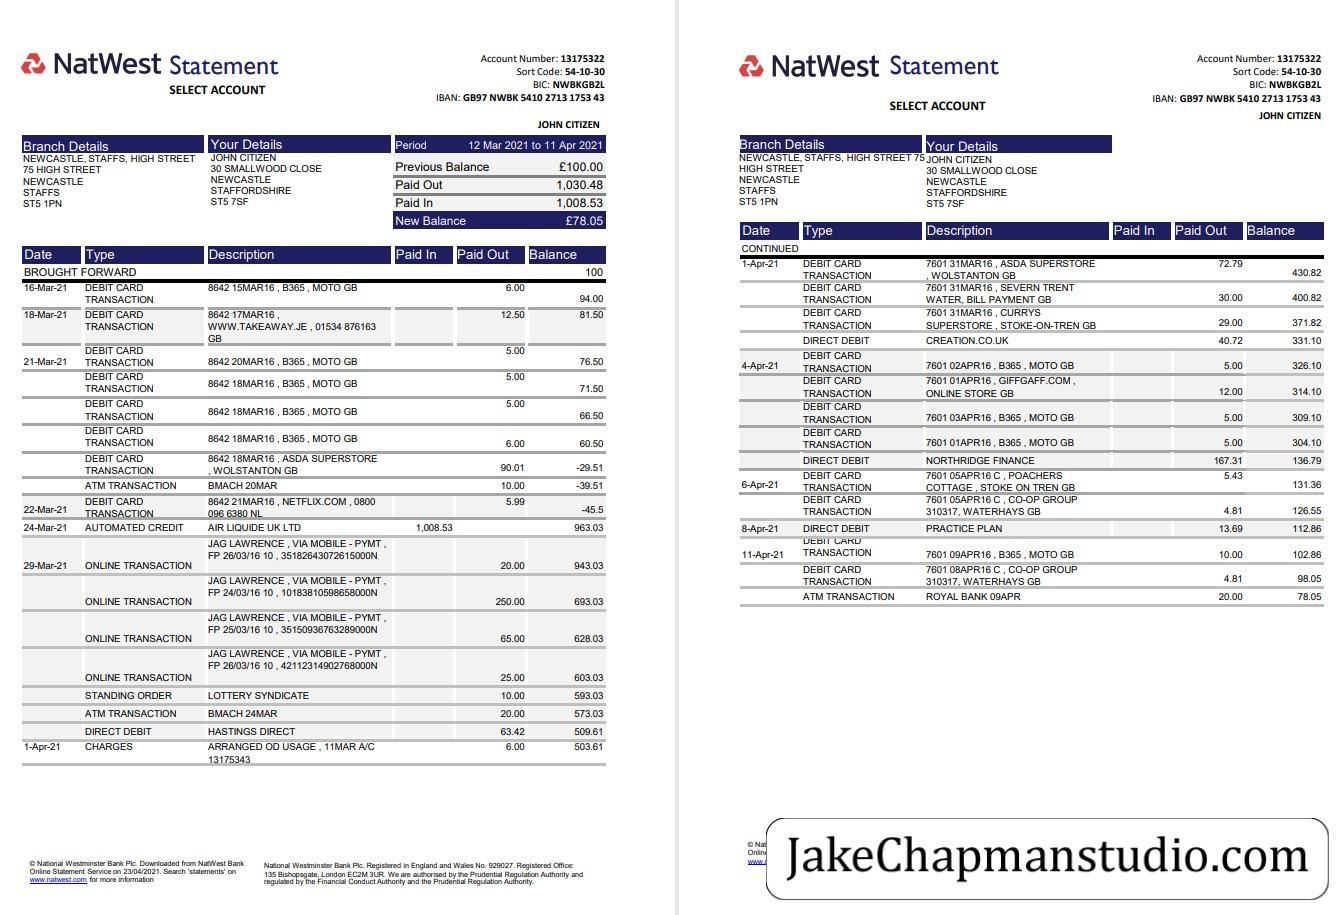 NatWest Statement
SELECT ACCOUNT
Account Number: 13175322
Sort Code: 54-10-30
BIC: NWBKGB2L
IBAN: GB97 NWBK 5410 2713 1753 43
JOHN CITIZEN
Branch Details
NEWCASTLE, STAFFS, HIGH STREET
75 HIGH STREET
NEWCASTLE
STAFFS
ST5 1PN
Your Details
JOHN CITIZEN
30 SMALLWOOD CLOSE
NEWCASTLE
STAFFORDSHIRE
ST5 7SF
Period 12 Mar 2021 to 11 Apr 2021
Previous Balance £100.00
Paid Out 1,030.48
Paid In 1,008.53
New Balance £78.05
Date Type Description Paid In Paid Out Balance
BROUGHT FORWARD 100
16-Mar-21 DEBIT CARD 8642 15MAR16 , B365 , MOTO GB 6.00
TRANSACTION 94.00
18-Mar-21 DEBIT CARD 8642 17MAR16 , 12.50 81.50
TRANSACTION WWW.TAKEAWAY.JE , 01534 876163
GB
DEBIT CARD 5.00
21-Mar-21 TRANSACTION 8642 20MAR16 , B365 , MOTO GB 76.50
DEBIT CARD 5.00
TRANSACTION 8642 18MAR16 , B365 , MOTO GB 71.50
DEBIT CARD 5.00
TRANSACTION 8642 18MAR16 , B365 , MOTO GB 66.50
DEBIT CARD
TRANSACTION 8642 18MAR16 , B365 , MOTO GB 6.00 60.50
DEBIT CARD 8642 18MAR16 , ASDA SUPERSTORE
TRANSACTION , WOLSTANTON GB 90.01 -29.51
ATM TRANSACTION BMACH 20MAR 10.00 -39.51
DEBIT CARD 8642 21MAR16 , NETFLIX.COM , 0800 5.99
22-Mar-21 TRANSACTION 096 6380 NL -45.5
24-Mar-21 AUTOMATED CREDIT AIR LIQUIDE UK LTD 1,008.53 963.03
JAG LAWRENCE , VIA MOBILE - PYMT ,
FP 26/03/16 10 , 35182643072615000N
29-Mar-21 ONLINE TRANSACTION 20.00 943.03
JAG LAWRENCE , VIA MOBILE - PYMT ,
FP 24/03/16 10 , 10183810598658000N
ONLINE TRANSACTION 250.00 693.03
JAG LAWRENCE , VIA MOBILE - PYMT ,
FP 25/03/16 10 , 35150936763289000N
ONLINE TRANSACTION 65.00 628.03
JAG LAWRENCE , VIA MOBILE - PYMT ,
FP 26/03/16 10 , 42112314902768000N
ONLINE TRANSACTION 25.00 603.03
STANDING ORDER LOTTERY SYNDICATE 10.00 593.03
ATM TRANSACTION BMACH 24MAR 20.00 573.03
DIRECT DEBIT HASTINGS DIRECT 63.42 509.61
1-Apr-21 CHARGES ARRANGED OD USAGE , 11MAR A/C 6.00 503.61
13175343
© National Westminster Bank Plc. Downloaded from NatWest Bank
Online Statement Service on 23/04/2021. Search 'statements' on
www.natwest.com for more information
National Westminster Bank Plc. Registered in England and Wales No. 929027. Registered Office:
135 Bishopsgate, London EC2M 3UR. We are authorised by the Prudential Regulation Authority and
regulated by the Financial Conduct Authority and the Prudential Regulation Authority.
NatWest Statement
SELECT ACCOUNT
Account Number: 13175322
Sort Code: 54-10-30
BIC: NWBKGB2L
IBAN: GB97 NWBK 5410 2713 1753 43
JOHN CITIZEN
Branch Details
NEWCASTLE, STAFFS, HIGH STREET 75
HIGH STREET
NEWCASTLE
STAFFS
ST5 1PN
Your Details
JOHN CITIZEN
30 SMALLWOOD CLOSE
NEWCASTLE
STAFFORDSHIRE
ST5 7SF
Date Type Description Paid In Paid Out Balance
CONTINUED
1-Apr-21 DEBIT CARD 7601 31MAR16 , ASDA SUPERSTORE 72.79
TRANSACTION , WOLSTANTON GB 430.82
DEBIT CARD 7601 31MAR16 , SEVERN TRENT
TRANSACTION WATER, BILL PAYMENT GB 30.00 400.82
DEBIT CARD 7601 31MAR16 , CURRYS
TRANSACTION SUPERSTORE , STOKE-ON-TREN GB 29.00 371.82
DIRECT DEBIT CREATION.CO.UK 40.72 331.10
DEBIT CARD
4-Apr-21 TRANSACTION 7601 02APR16 , B365 , MOTO GB 5.00 326.10
DEBIT CARD 7601 01APR16 , GIFFGAFF.COM ,
TRANSACTION ONLINE STORE GB 12.00 314.10
DEBIT CARD
TRANSACTION 7601 03APR16 , B365 , MOTO GB 5.00 309.10
DEBIT CARD
TRANSACTION 7601 01APR16 , B365 , MOTO GB 5.00 304.10
DIRECT DEBIT NORTHRIDGE FINANCE 167.31 136.79
DEBIT CARD 7601 05APR16 C , POACHERS 5.43
6-Apr-21 TRANSACTION COTTAGE , STOKE ON TREN GB 131.36
DEBIT CARD 7601 05APR16 C , CO-OP GROUP
TRANSACTION 310317, WATERHAYS GB 4.81 126.55
8-Apr-21 DIRECT DEBIT PRACTICE PLAN 13.69 112.86
DEBIT CARD
11-Apr-21 TRANSACTION 7601 09APR16 , B365 , MOTO GB 10.00 102.86
DEBIT CARD 7601 08APR16 C , CO-OP GROUP
TRANSACTION 310317, WATERHAYS GB 4.81 98.05
ATM TRANSACTION ROYAL BANK 09APR 20.00 78.05
JakeChapmanstudio.com